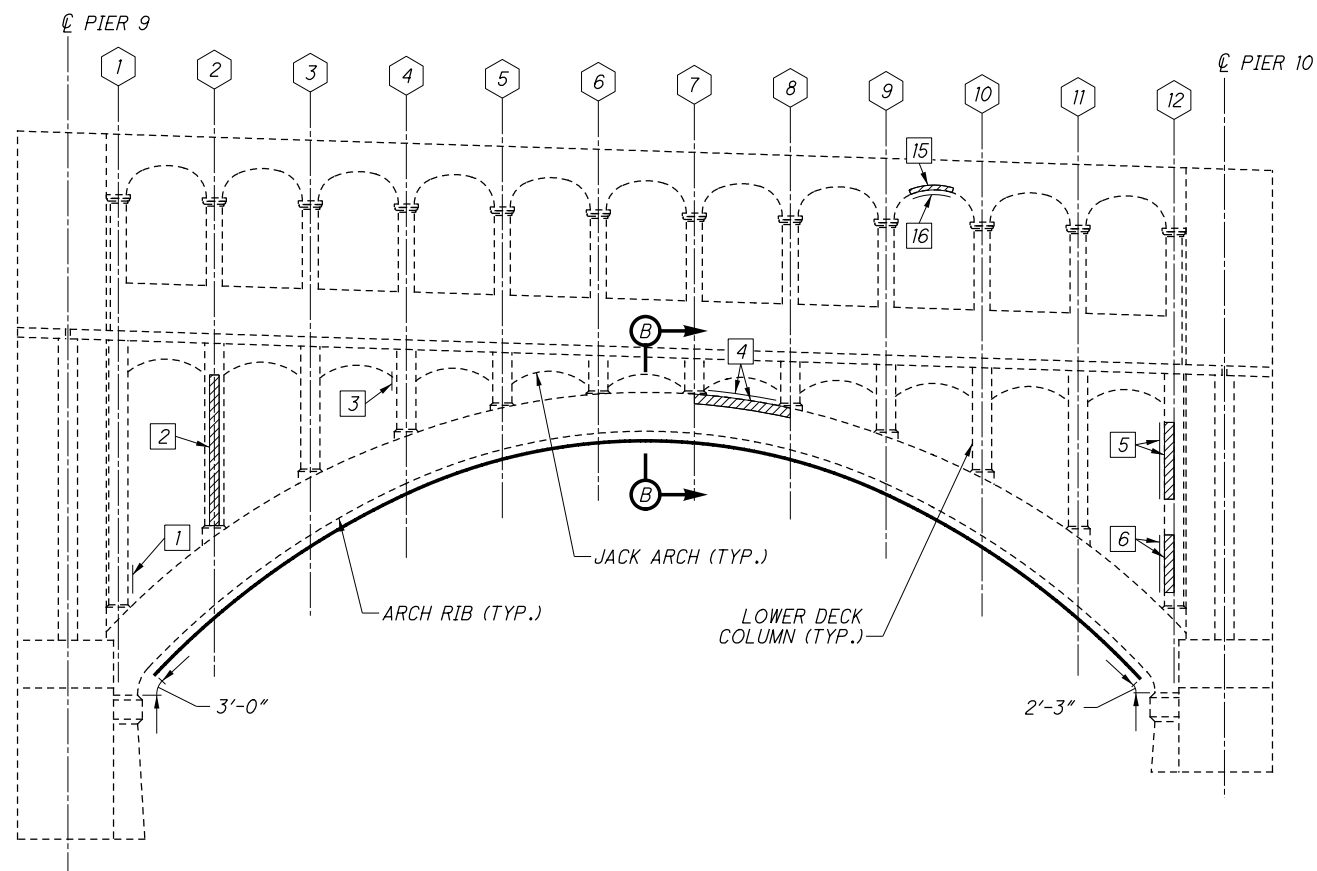 ℄ PIER 9
℄ PIER 10
1
2
3
4
5
6
7
8
9
10
11
12
15
16
B
4
3
2
5
B
1
6
JACK ARCH (TYP.)
ARCH RIB (TYP.)
LOWER DECK
COLUMN (TYP.)
3'-0"
2'-3"